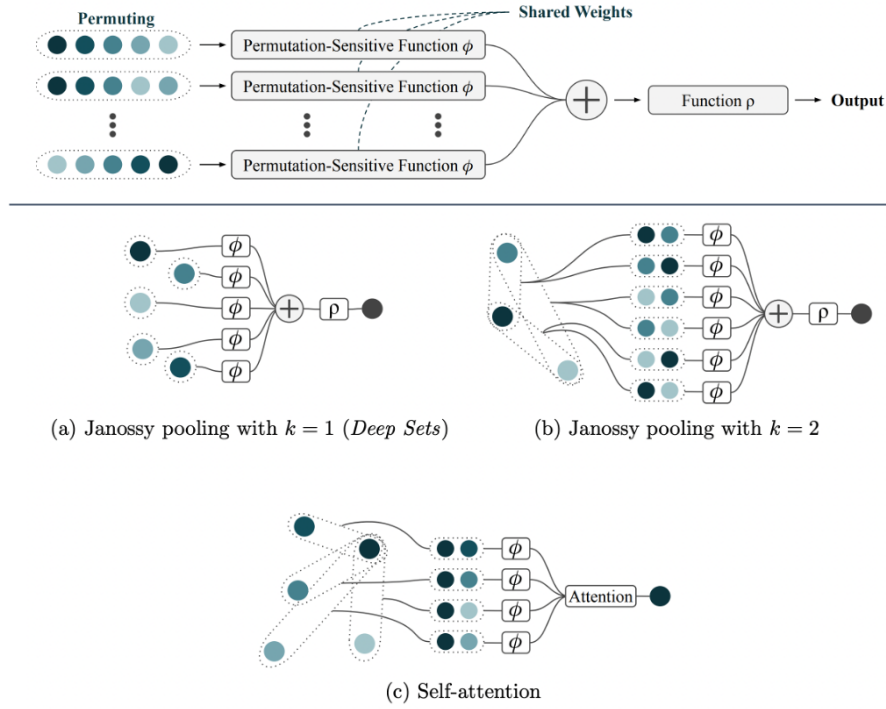 Permuting
Shared Weights
Permutation-Sensitive Function ϕ
Permutation-Sensitive Function ϕ
Function ρ
Output
Permutation-Sensitive Function ϕ
ϕ
ϕ
ϕ
ϕ
ϕ
ρ
ϕ
ϕ
ϕ
ϕ
ϕ
ϕ
ρ
(a) Janossy pooling with k = 1 (Deep Sets)
(b) Janossy pooling with k = 2
ϕ
ϕ
ϕ
ϕ
Attention
(c) Self-attention